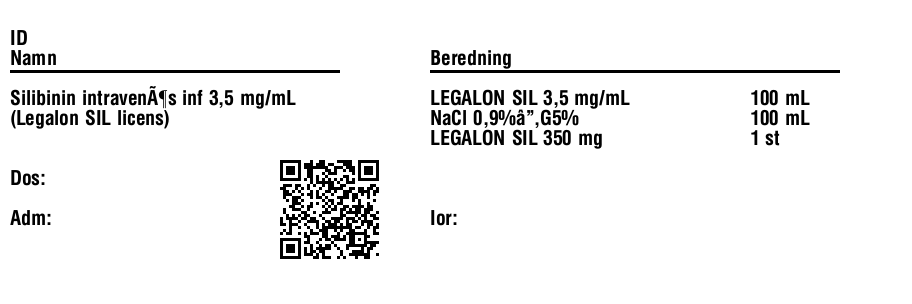 ID
Namn
Silibinin intravenÃ¶s inf 3,5 mg/mL
(Legalon SIL licens)
Dos:
Adm:
Beredning
LEGALON SIL 3,5 mg/mL 100 mL
NaCl 0,9%â”‚G5% 100 mL
LEGALON SIL 350 mg 1 st
Ior: